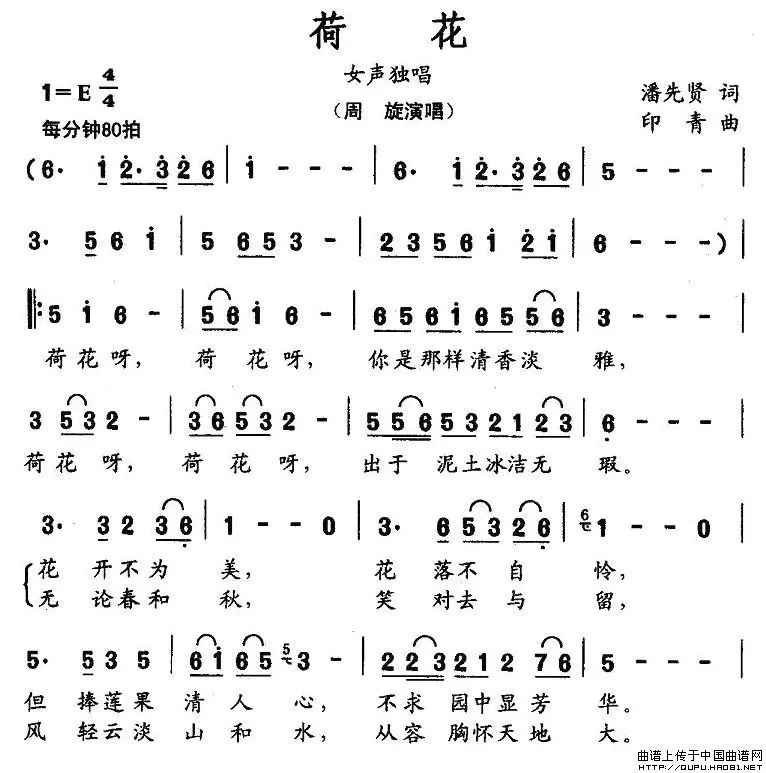 荷 花
女声独唱
1=E 4/4
(周 旋演唱)
潘先贤 词
每分钟80拍
印 青 曲
(6· 1 2·3 2 6 | 1 - - - | 6· 1 2·3 2 6 | 5 - - - |
3· 5 6 1 | 5 6 5 3 - | 2 3 5 6 1 2 1 | 6 - - - ) |
‖: 5 1 6 - | 5 6 1 6 - | 6 5 6 1 6 5 5 6 | 3 - - - |
荷 花 呀， 荷 花 呀， 你是那样清香淡 雅，
3 5 3 2 - | 3 6 5 3 2 - | 5 5 6 5 3 2 1 2 3 | 6 - - - |
荷 花 呀， 荷 花 呀， 出于 泥土冰洁无 瑕。
3· 3 2 3 6 | 1 - - 0 | 3· 6 5 3 2 6 | 6 1 - - 0 |
花 开不为 美， 花 落不 自 怜，
无 论春和 秋， 笑 对去 与 留，
5· 5 3 5 | 6 1 6 5 5 3 - | 2 2 3 2 1 2 7 6 | 5 - - - |
但 捧莲果 清 人 心， 不求 园中显芳 华。
风 轻云淡 山 和 水， 从容 胸怀天地 大。
曲谱上传于中国曲谱网
HTTP://QUPU.HAO81.NET